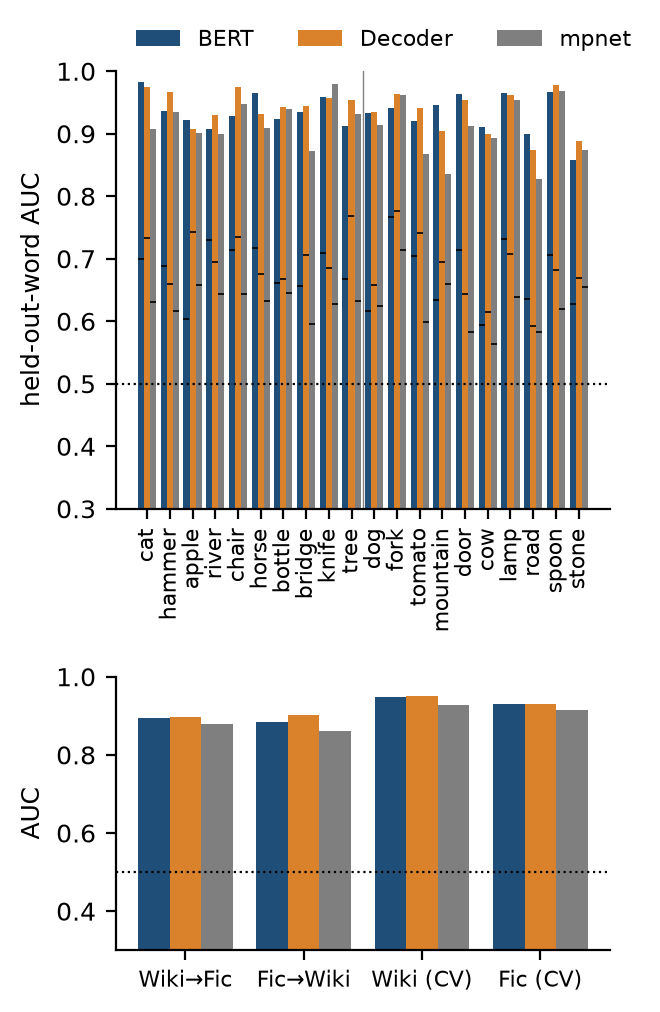 BERT Decoder mpnet
1.0
0.9
0.8
0.7
0.6
0.5
0.4
0.3
held-out-word AUC
cat hammer apple river chair horse bottle bridge knife tree dog fork tomato mountain door cow lamp road spoon stone
1.0
0.8
0.6
0.4
AUC
Wiki→Fic Fic→Wiki Wiki (CV) Fic (CV)